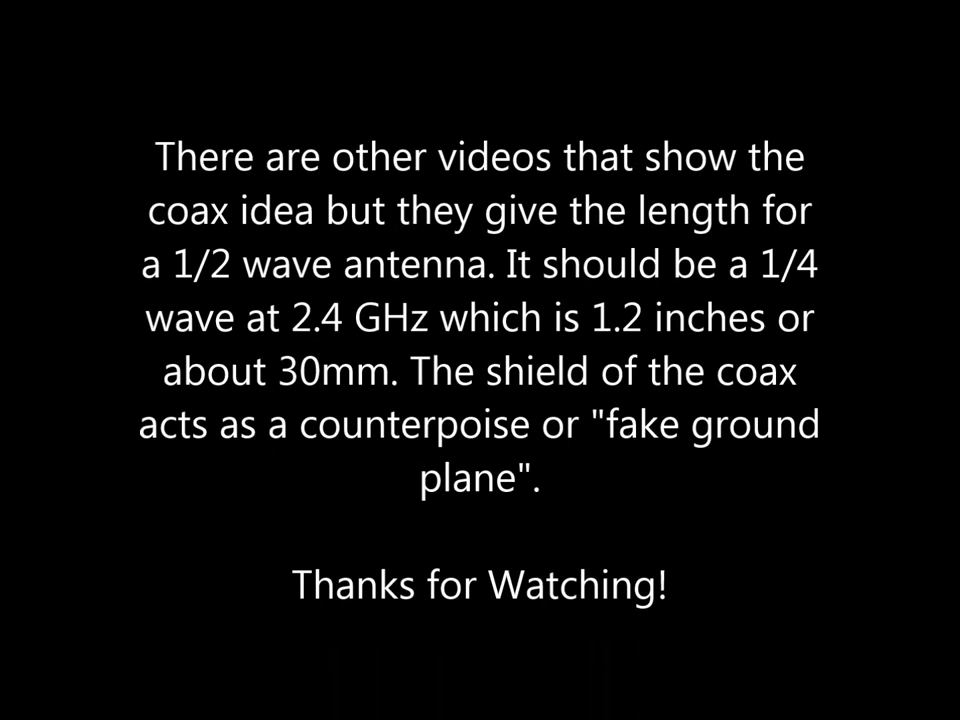 There are other videos that show the
coax idea but they give the length for
a 1/2 wave antenna. It should be a 1/4
wave at 2.4 GHz which is 1.2 inches or
about 30mm. The shield of the coax
acts as a counterpoise or "fake ground
plane".
Thanks for Watching!